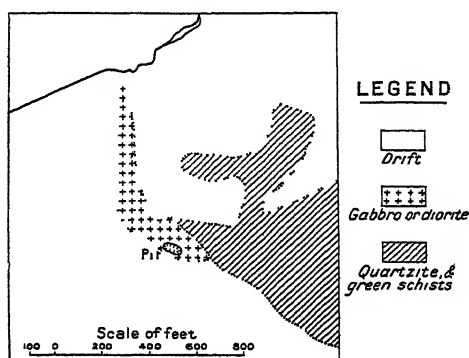 LEGEND
Drift
Gabbro or diorite
Quartzite, &
green schists
Pit
Scale of feet
100 0 200 400 600 800